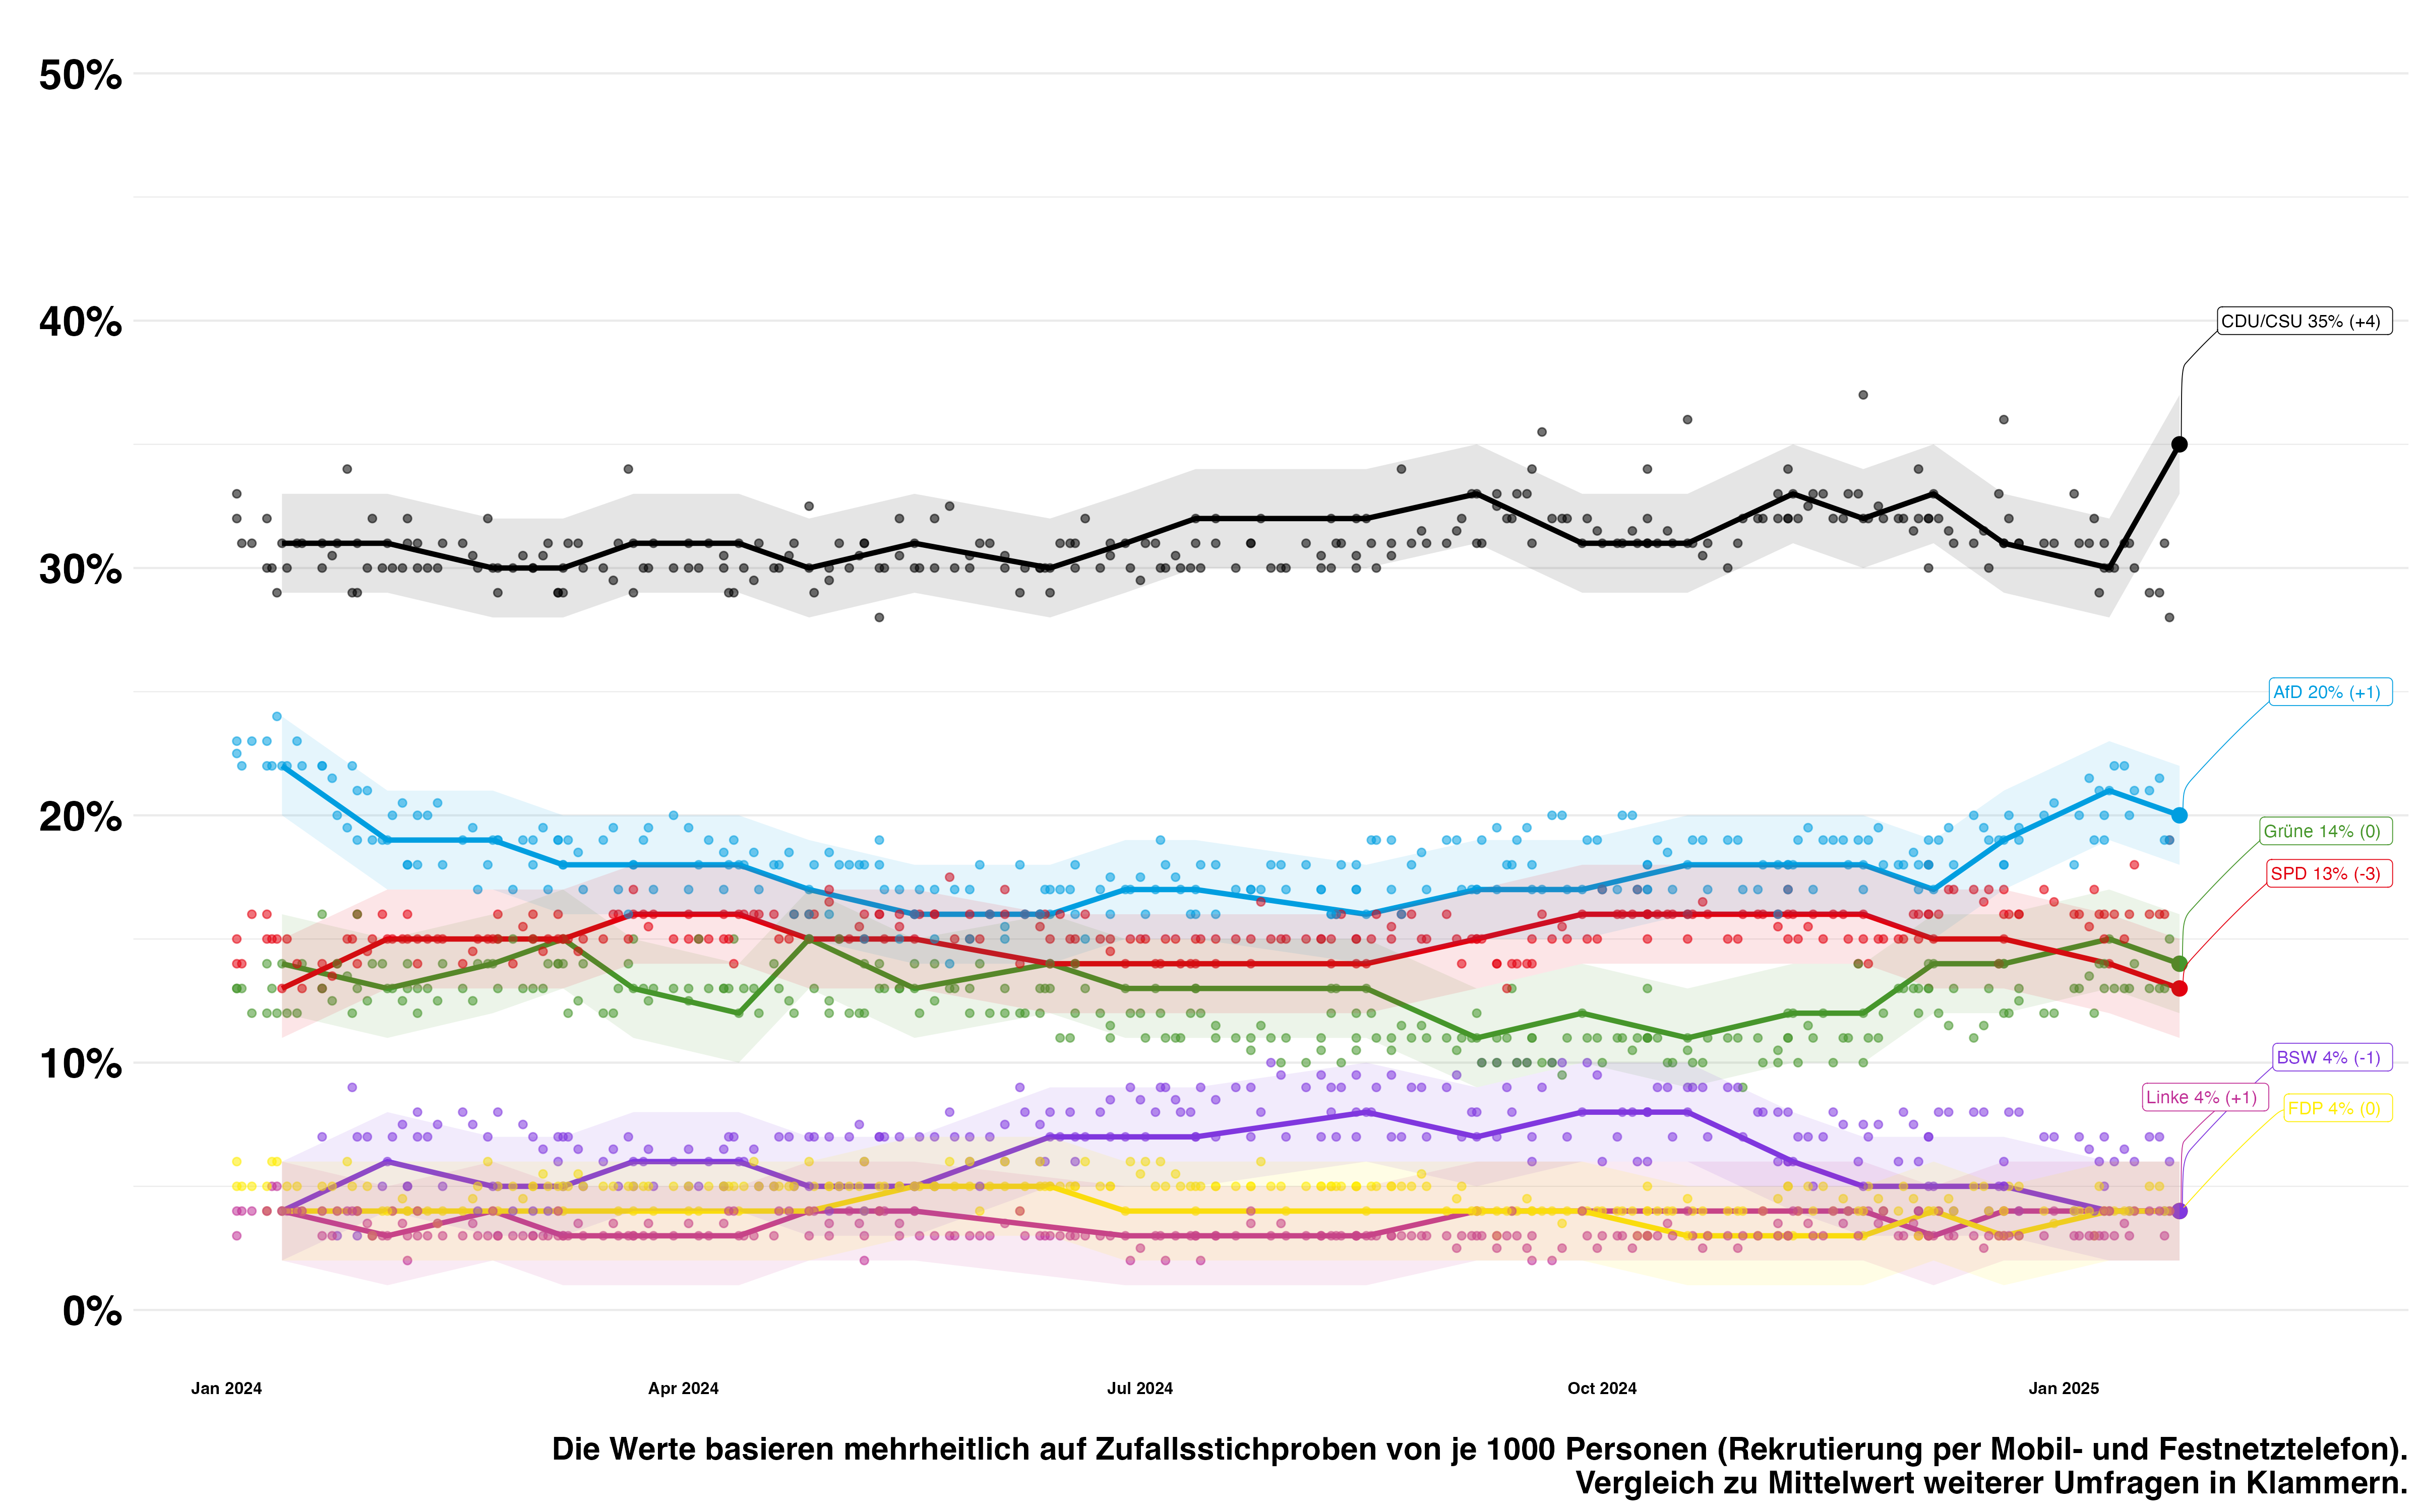 50%
40%
CDU/CSU 35% (+4)
30%
AfD 20% (+1)
20%
Grüne 14% (0)
SPD 13% (-3)
10%
BSW 4% (-1)
Linke 4% (+1)
FDP 4% (0)
0%
Jan 2024 Apr 2024 Jul 2024 Oct 2024 Jan 2025
Die Werte basieren mehrheitlich auf Zufallsstichproben von je 1000 Personen (Rekrutierung per Mobil- und Festnetztelefon).
Vergleich zu Mittelwert weiterer Umfragen in Klammern.